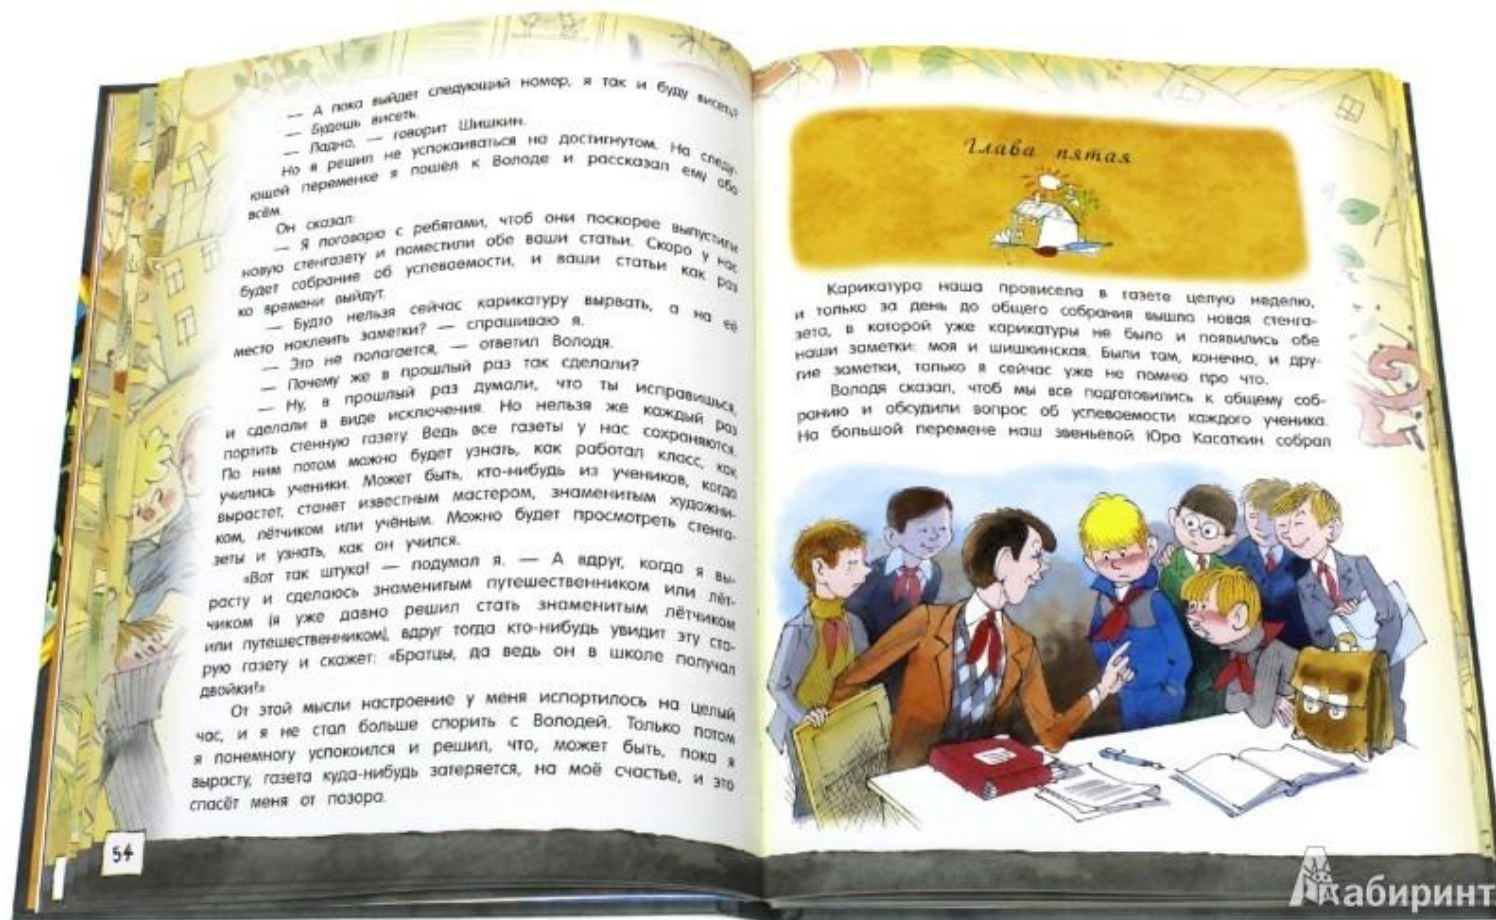 — А пока выйдет следующий номер, я так и буду висеть?
— Будешь висеть.
— Ладно, — говорит Шишкин.
Но я решил не успокаиваться на достигнутом. На следу-
ющей переменке я пошёл к Володе и рассказал ему обо
всём.
Он сказал:
— Я поговорю с ребятами, чтоб они поскорее выпустили
новую стенгазету и поместили обе ваши статьи. Скоро у нас
будет собрание об успеваемости, и ваши статьи как раз
ко времени выйдут.
— Будто нельзя сейчас карикатуру вырвать, а на её
место наклеить заметки? — спрашиваю я.
— Это не полагается, — ответил Володя.
— Почему же в прошлый раз так сделали?
— Ну, в прошлый раз думали, что ты исправишься,
и сделали в виде исключения. Но нельзя же каждый раз
портить стенную газету. Ведь все газеты у нас сохраняются.
По ним потом можно будет узнать, как работал класс, как
учились ученики. Может быть, кто-нибудь из учеников, когда
вырастет, станет известным мастером, знаменитым художни-
ком, лётчиком или учёным. Можно будет просмотреть стенга-
зеты и узнать, как он учился.
«Вот так штука! — подумал я. — А вдруг, когда я вы-
расту и сделаюсь знаменитым путешественником или лёт-
чиком (я уже давно решил стать знаменитым лётчиком
или путешественником), вдруг тогда кто-нибудь увидит эту ста-
рую газету и скажет: «Братцы, да ведь он в школе получал
двойки!»
От этой мысли настроение у меня испортилось на целый
час, и я не стал больше спорить с Володей. Только потом
я понемногу успокоился и решил, что, может быть, пока я
вырасту, газета куда-нибудь затеряется, на моё счастье, и это
спасёт меня от позора.
54
Глава пятая
Карикатура наша провисела в газете целую неделю,
и только за день до общего собрания вышла новая стенга-
зета, в которой уже карикатуры не было и появились обе
наши заметки: моя и шишкинская. Были там, конечно, и дру-
гие заметки, только я сейчас уже не помню про что.
Володя сказал, чтоб мы все подготовились к общему соб-
ранию и обсудили вопрос об успеваемости каждого ученика.
На большой перемене наш звеньевой Юра Касаткин собрал
Лабиринт